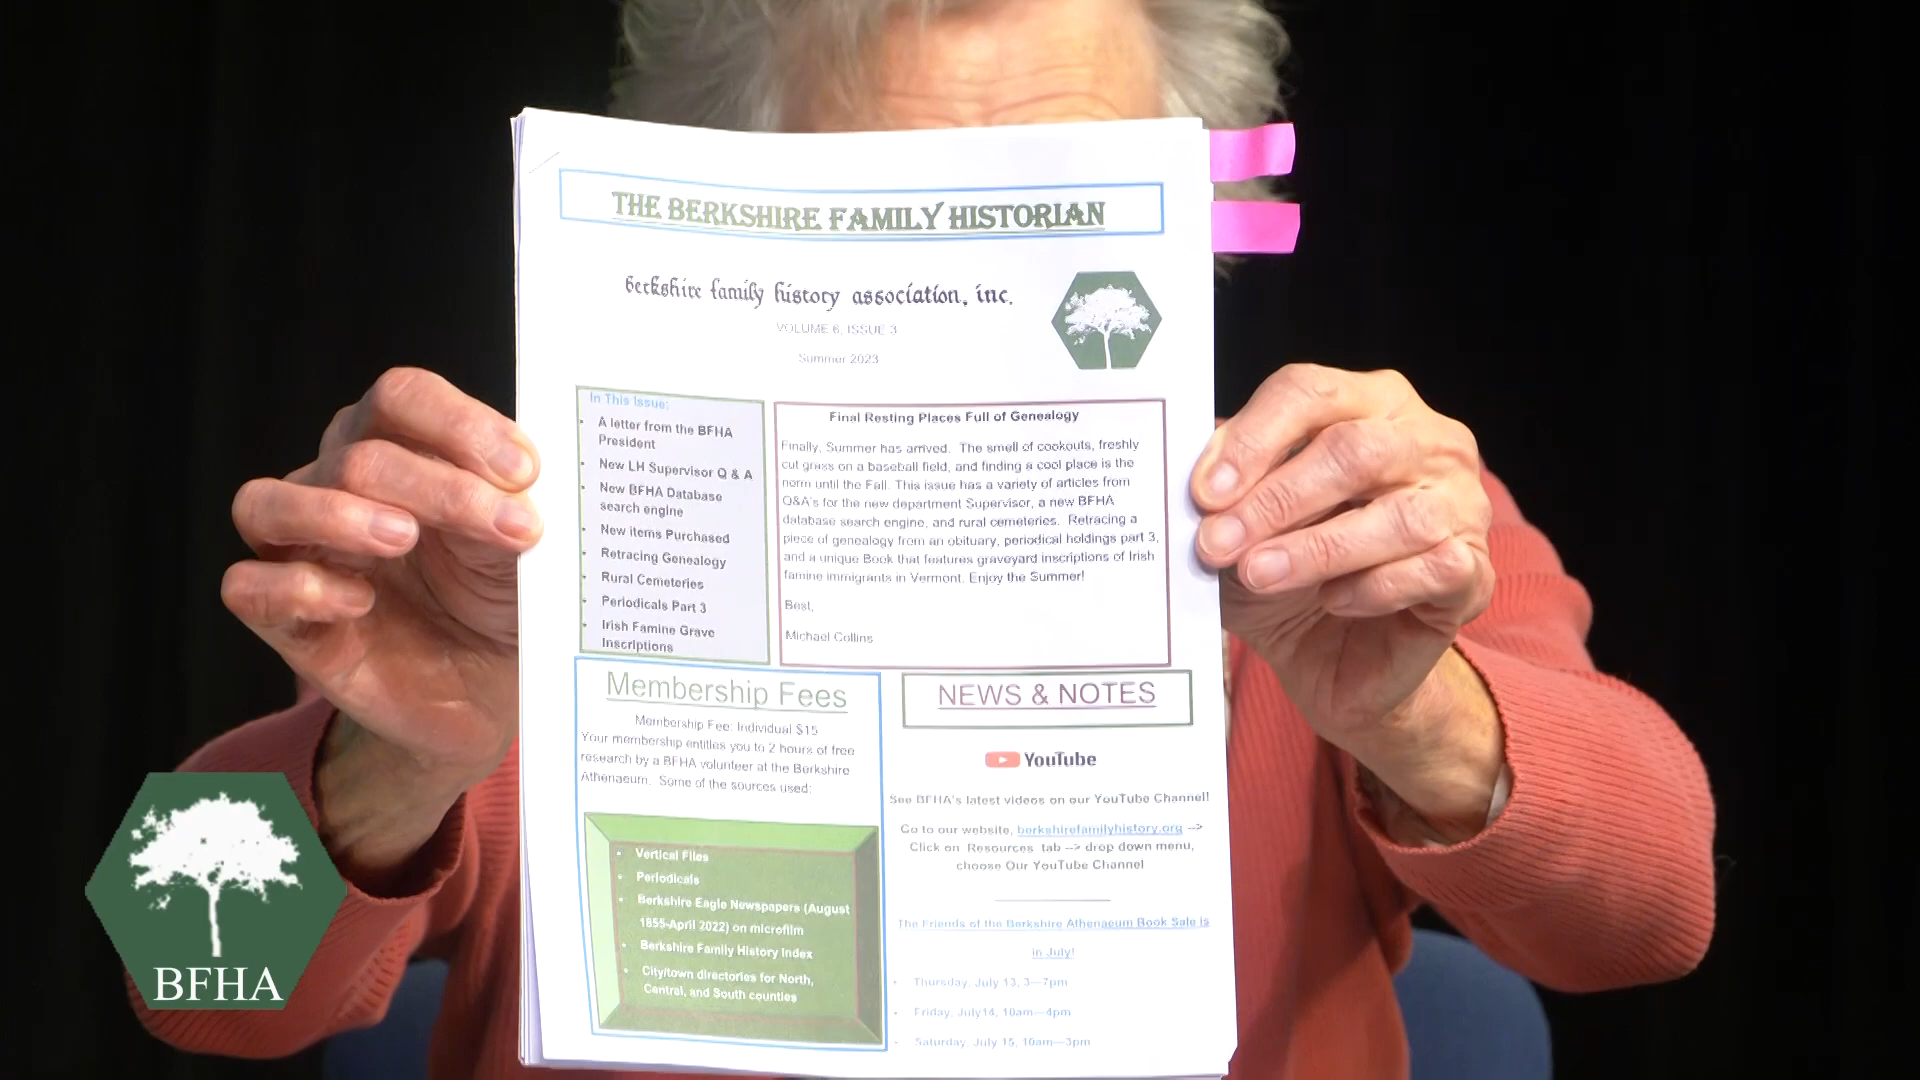 THE BERKSHIRE FAMILY HISTORIAN
berkshire family history association, inc.
VOLUME 6, ISSUE 3
Summer 2023
In This Issue:
• A letter from the BFHA
President
• New LH Supervisor Q & A
• New BFHA Database
search engine
• New items Purchased
• Retracing Genealogy
• Rural Cemeteries
• Periodicals Part 3
• Irish Famine Grave
Inscriptions
Final Resting Places Full of Genealogy
Finally, Summer has arrived. The smell of cookouts, freshly
cut grass on a baseball field, and finding a cool place is the
norm until the Fall. This issue has a variety of articles from
Q&A's for the new department Supervisor, a new BFHA
database search engine, and rural cemeteries. Retracing a
piece of genealogy from an obituary, periodical holdings part 3,
and a unique Book that features graveyard inscriptions of Irish
famine immigrants in Vermont. Enjoy the Summer!
Best,
Michael Collins
Membership Fees
Membership Fee: Individual $15
Your membership entitles you to 2 hours of free
research by a BFHA volunteer at the Berkshire
Athenaeum. Some of the sources used:
• Vertical Files
• Periodicals
• Berkshire Eagle Newspapers (August
1855-April 2022) on microfilm
• Berkshire Family History Index
• City/town directories for North,
Central, and South counties
NEWS & NOTES
YouTube
See BFHA's latest videos on our YouTube Channel!
Go to our website, berkshirefamilyhistory.org -->
Click on Resources tab --> drop down menu,
choose Our YouTube Channel
The Friends of the Berkshire Athenaeum Book Sale is
in July!
• Thursday, July 13, 3—7pm
• Friday, July14, 10am—4pm
• Saturday, July 15, 10am—3pm
BFHA